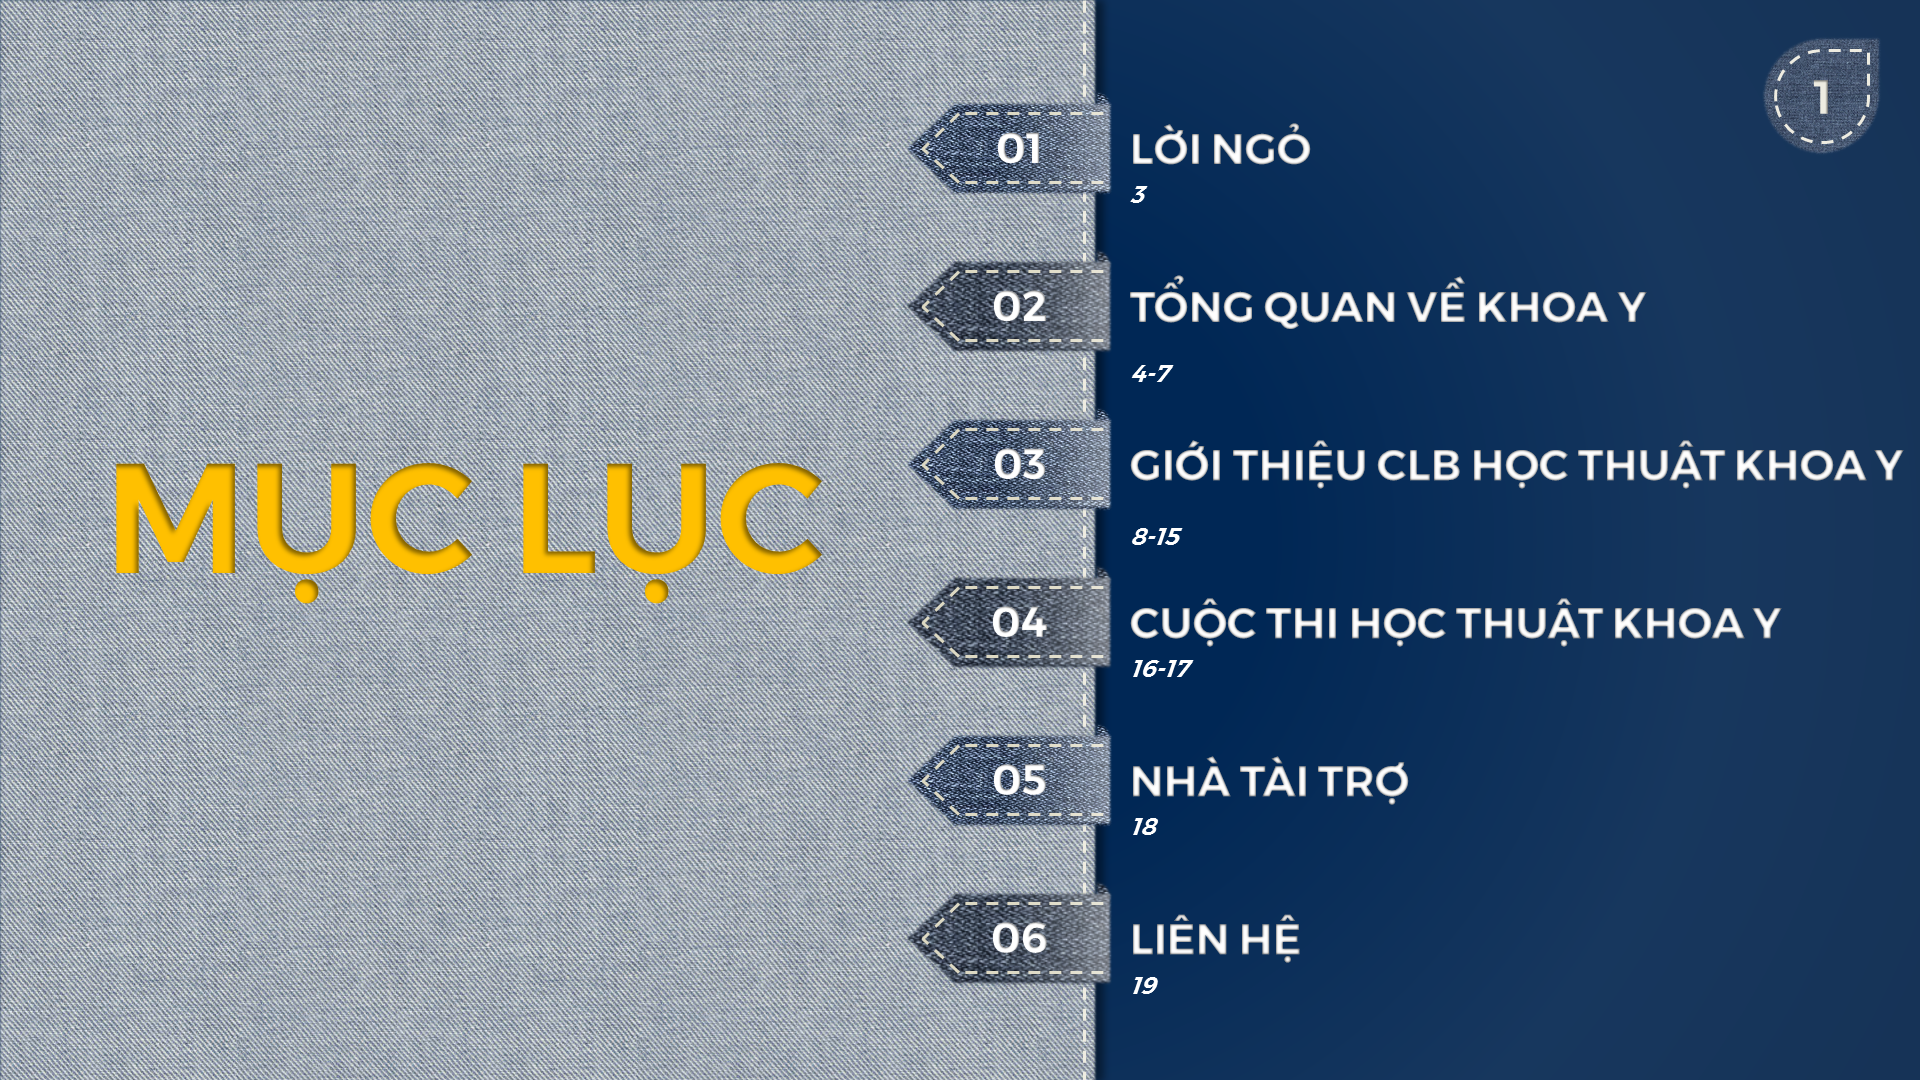 MỤC LỤC
1
01
LỜI NGỎ
3
02
TỔNG QUAN VỀ KHOA Y
4-7
03
GIỚI THIỆU CLB HỌC THUẬT KHOA Y
8-15
04
CUỘC THI HỌC THUẬT KHOA Y
16-17
05
NHÀ TÀI TRỢ
18
06
LIÊN HỆ
19